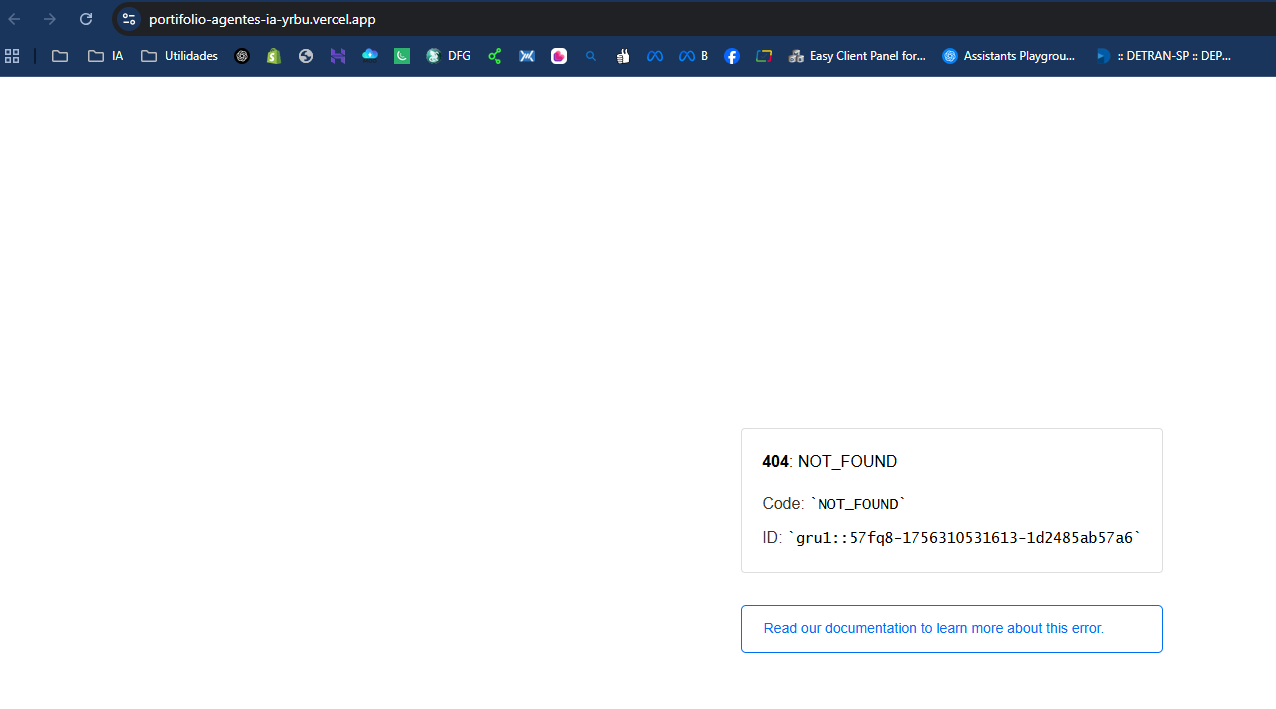 portifolio-agentes-ia-yrbu.vercel.app
IA Utilidades DFG B Easy Client Panel for... Assistants Playgrou... :: DETRAN-SP :: DEP...
404: NOT_FOUND
Code: `NOT_FOUND`
ID: `gru1::57fq8-1756310531613-1d2485ab57a6`
Read our documentation to learn more about this error.